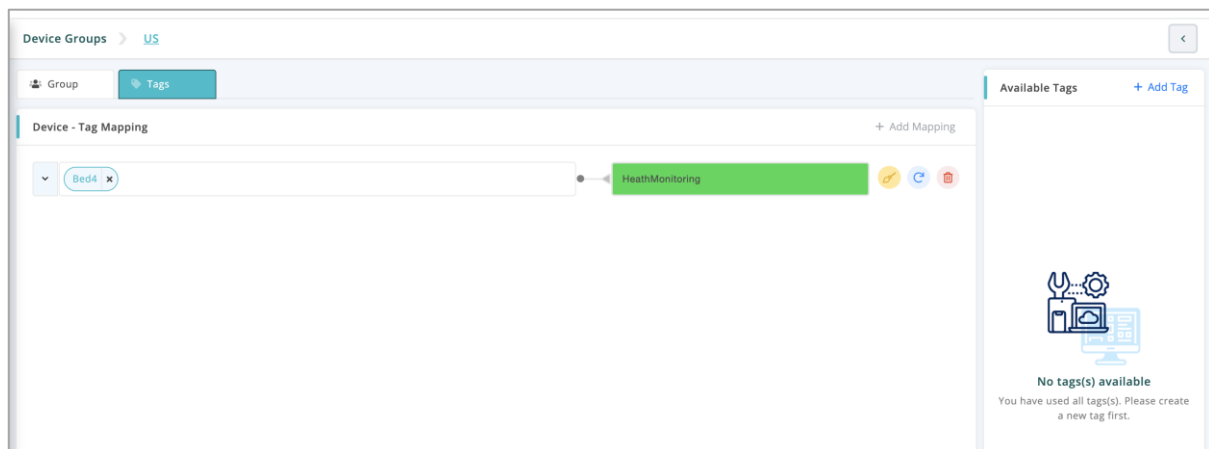 Device Groups US
Group Tags
Device - Tag Mapping + Add Mapping
Bed4 HeathMonitoring
Available Tags + Add Tag
No tags(s) available
You have used all tags(s). Please create
a new tag first.